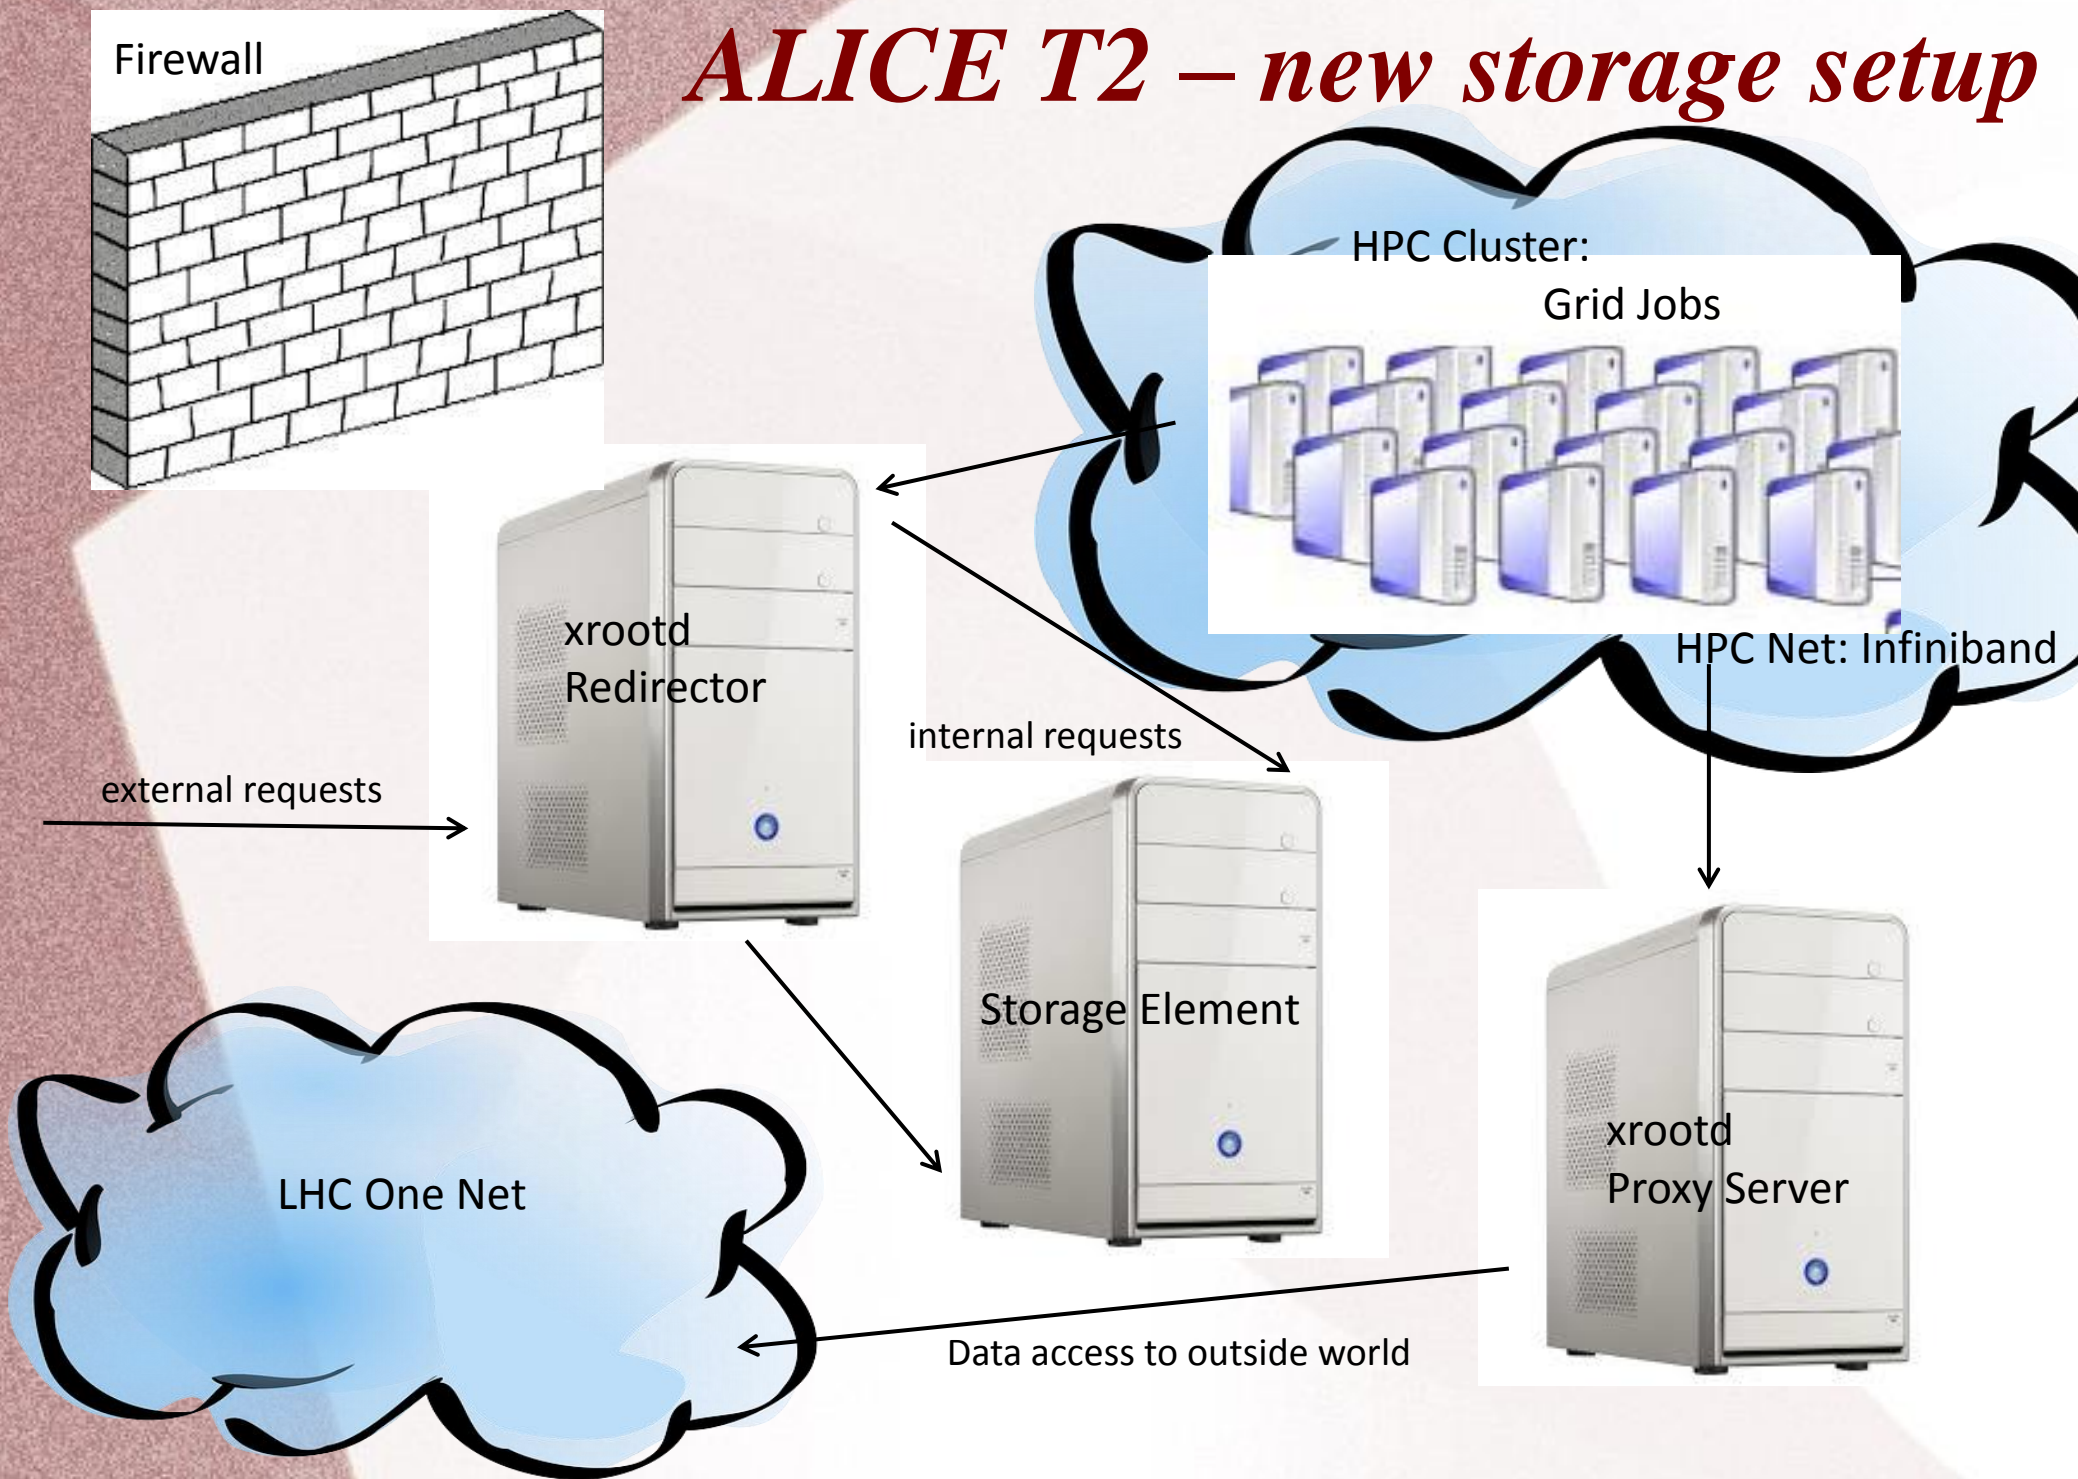 Firewall
ALICE T2 – new storage setup
HPC Cluster:
Grid Jobs
HPC Net: Infiniband
xrootd
Redirector
internal requests
external requests
Storage Element
xrootd
Proxy Server
LHC One Net
Data access to outside world